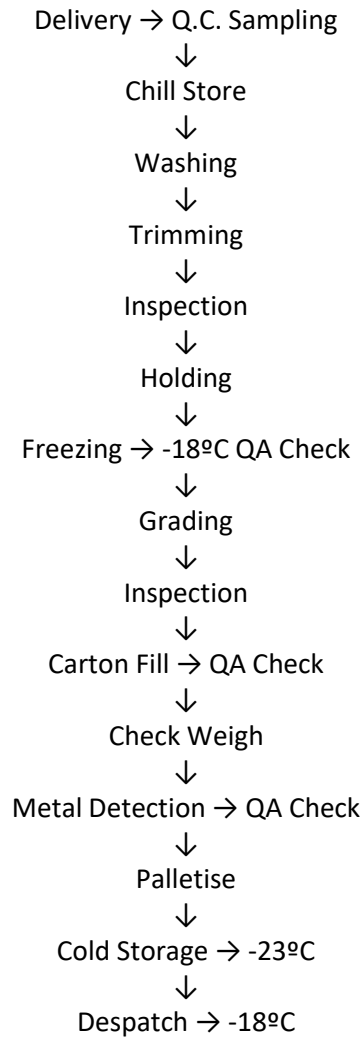 Delivery → Q.C. Sampling
↓
Chill Store
↓
Washing
↓
Trimming
↓
Inspection
↓
Holding
↓
Freezing → -18ºC QA Check
↓
Grading
↓
Inspection
↓
Carton Fill → QA Check
↓
Check Weigh
↓
Metal Detection → QA Check
↓
Palletise
↓
Cold Storage → -23ºC
↓
Despatch → -18ºC